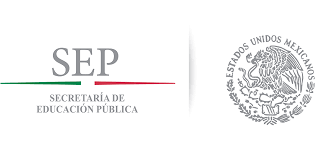 SEP
SECRETARÍA DE
EDUCACIÓN PÚBLICA
ESTADOS UNIDOS MEXICANOS